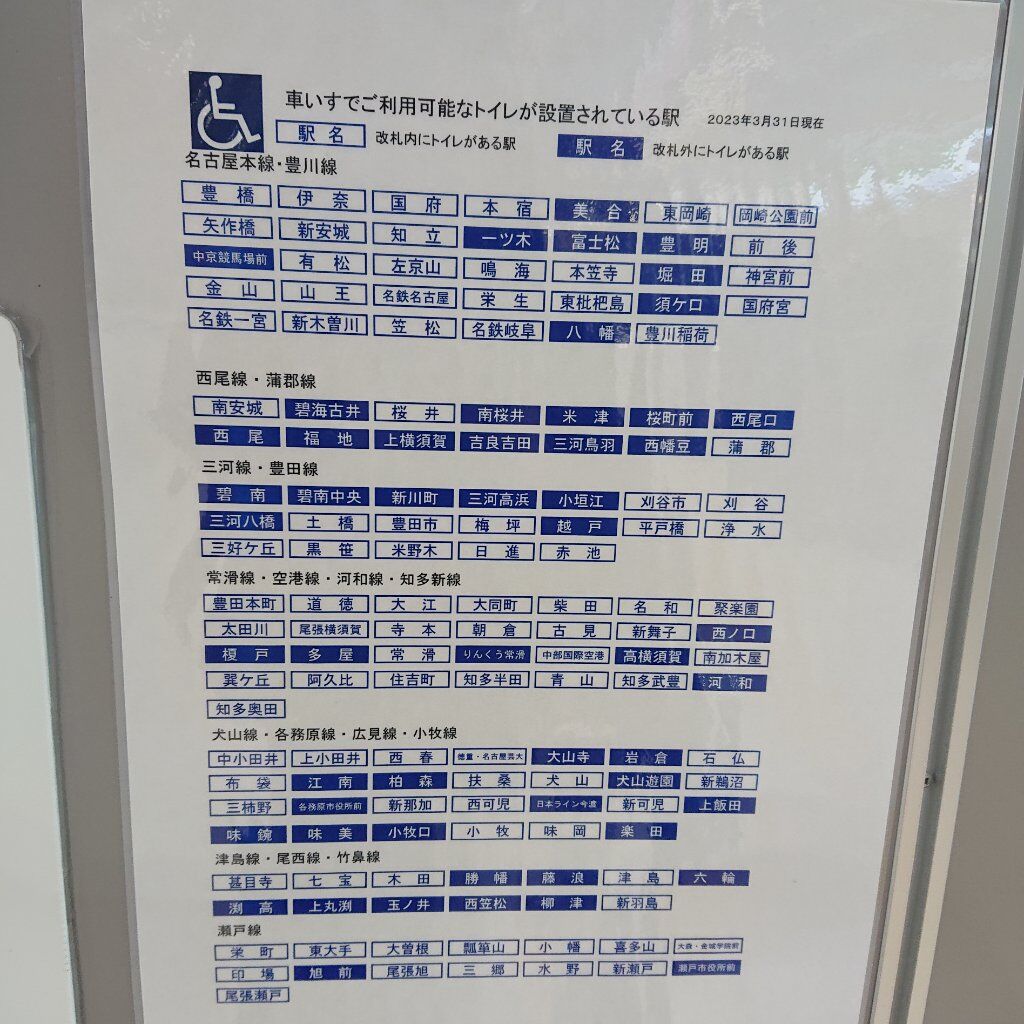 車いすでご利用可能なトイレが設置されている駅 2023年3月31日現在
駅名 改札内にトイレがある駅 駅名 改札外にトイレがある駅
名古屋本線・豊川線
豊橋 伊奈 国府 本宿 美合 東岡崎 岡崎公園前
矢作橋 新安城 知立 一ツ木 富士松 豊明 前後
中京競馬場前 有松 左京山 鳴海 本笠寺 堀田 神宮前
金山 山王 名鉄名古屋 栄生 東枇杷島 須ケ口 国府宮
名鉄一宮 新木曽川 笠松 名鉄岐阜 八幡 豊川稲荷
西尾線・蒲郡線
南安城 碧海古井 桜井 南桜井 米津 桜町前 西尾口
西尾 福地 上横須賀 吉良吉田 三河鳥羽 西幡豆 蒲郡
三河線・豊田線
碧南 碧南中央 新川町 三河高浜 小垣江 刈谷市 刈谷
三河八橋 土橋 豊田市 梅坪 越戸 平戸橋 浄水
三好ケ丘 黒笹 米野木 日進 赤池
常滑線・空港線・河和線・知多新線
豊田本町 道徳 大江 大同町 柴田 名和 聚楽園
太田川 尾張横須賀 寺本 朝倉 古見 新舞子 西ノ口
榎戸 多屋 常滑 りんくう常滑 中部国際空港 高横須賀 南加木屋
巽ケ丘 阿久比 住吉町 知多半田 青山 知多武豊 河和
知多奥田
犬山線・各務原線・広見線・小牧線
中小田井 上小田井 西春 徳重・名古屋芸大 大山寺 岩倉 石仏
布袋 江南 柏森 扶桑 犬山 犬山遊園 新鵜沼
三柿野 各務原市役所前 新那加 西可児 日本ライン今渡 新可児 上飯田
味鋺 味美 小牧口 小牧 味岡 楽田
津島線・尾西線・竹鼻線
甚目寺 七宝 木田 勝幡 藤浪 津島 六輪
渕高 上丸渕 玉ノ井 西笠松 柳津 新羽島
瀬戸線
栄町 東大手 大曽根 瓢箪山 小幡 喜多山 大森・金城学院前
印場 旭前 尾張旭 三郷 水野 新瀬戸 瀬戸市役所前
尾張瀬戸